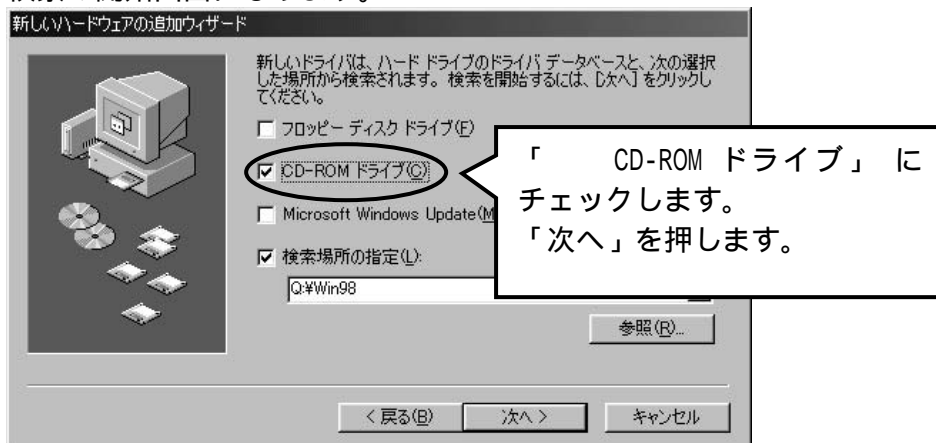 新しいハードウェアの追加ウィザード
新しいドライバは、ハード ドライブのドライバ データベースと、次の選択
した場所から検索されます。検索を開始するには、[次へ] をクリックし
てください。
フロッピー ディスク ドライブ(F)
CD-ROM ドライブ(C)
Microsoft Windows Update(M
検索場所の指定(L):
Q:¥Win98
参照(R)...
< 戻る(B)
次へ >
キャンセル
「 CD-ROM ドライブ」 に
チェックします。
「次へ」を押します。